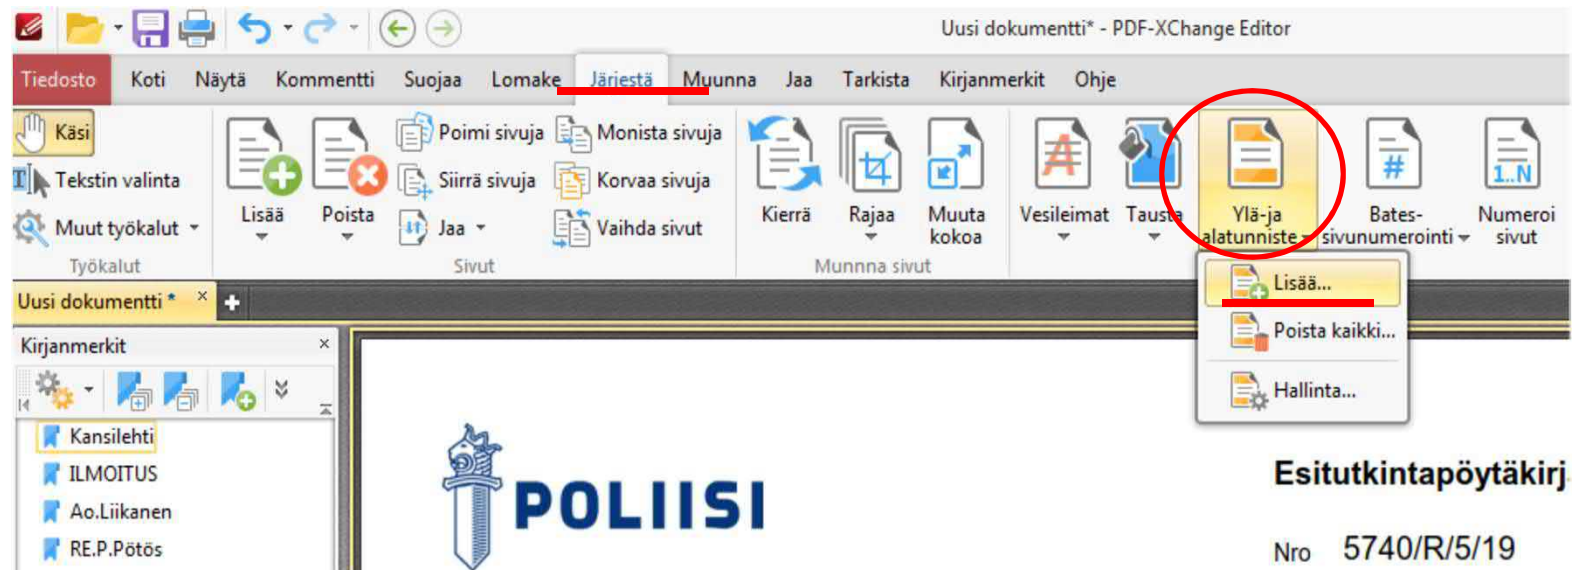 Uusi dokumentti* - PDF-XChange Editor
Tiedosto Koti Näytä Kommentti Suojaa Lomake Järjestä Muunna Jaa Tarkista Kirjanmerkit Ohje
Käsi
Tekstin valinta
Muut työkalut
Työkalut
Lisää
Poista
Poimi sivuja
Siirrä sivuja
Jaa
Monista sivuja
Korvaa sivuja
Vaihda sivut
Sivut
Kierrä
Rajaa
Muuta
kokoa
Munnna sivut
Vesileimat
Tausta
Ylä-ja
alatunniste
Bates-
sivunumerointi
#
Numeroi
sivut
1..N
Lisää...
Poista kaikki...
Hallinta...
Uusi dokumentti *
Kirjanmerkit
Kansilehti
ILMOITUS
Ao.Liikanen
RE.P.Pötös
POLIISI
Esitutkintapöytäkirj
Nro 5740/R/5/19